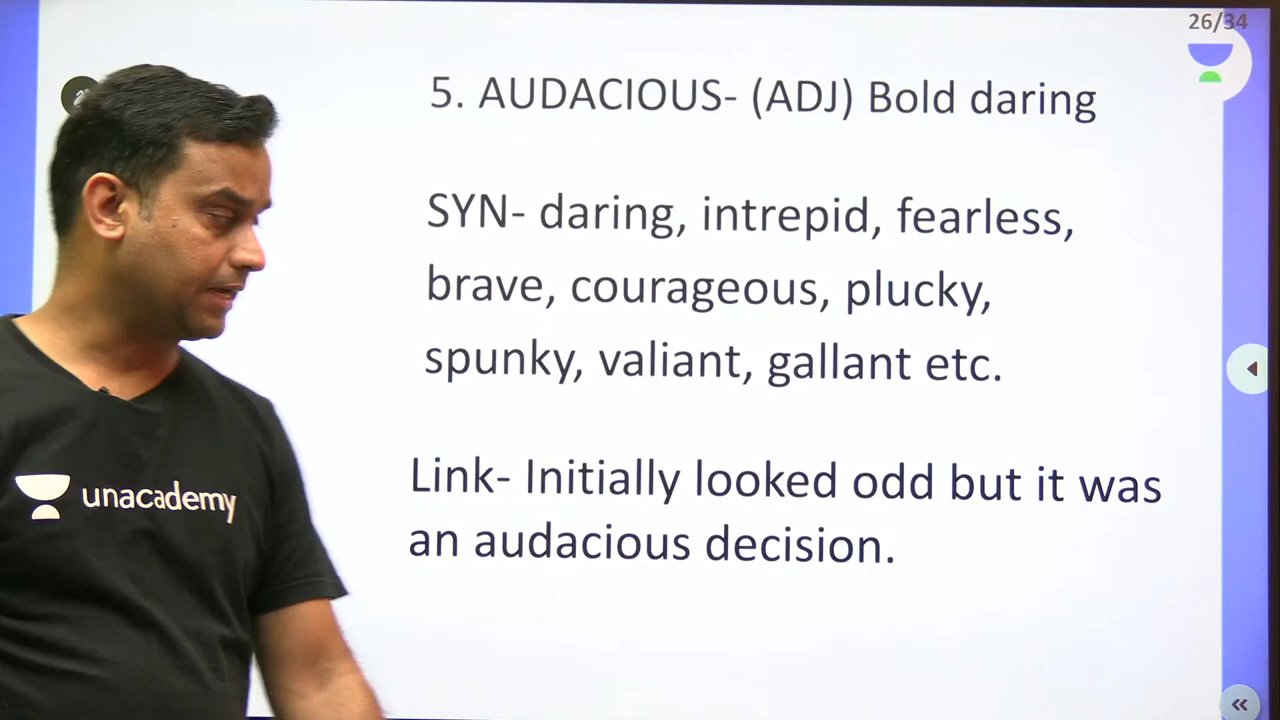 26/34
5. AUDACIOUS- (ADJ) Bold daring
SYN- daring, intrepid, fearless,
brave, courageous, plucky,
spunky, valiant, gallant etc.
Link- Initially looked odd but it was
an audacious decision.
unacademy
«